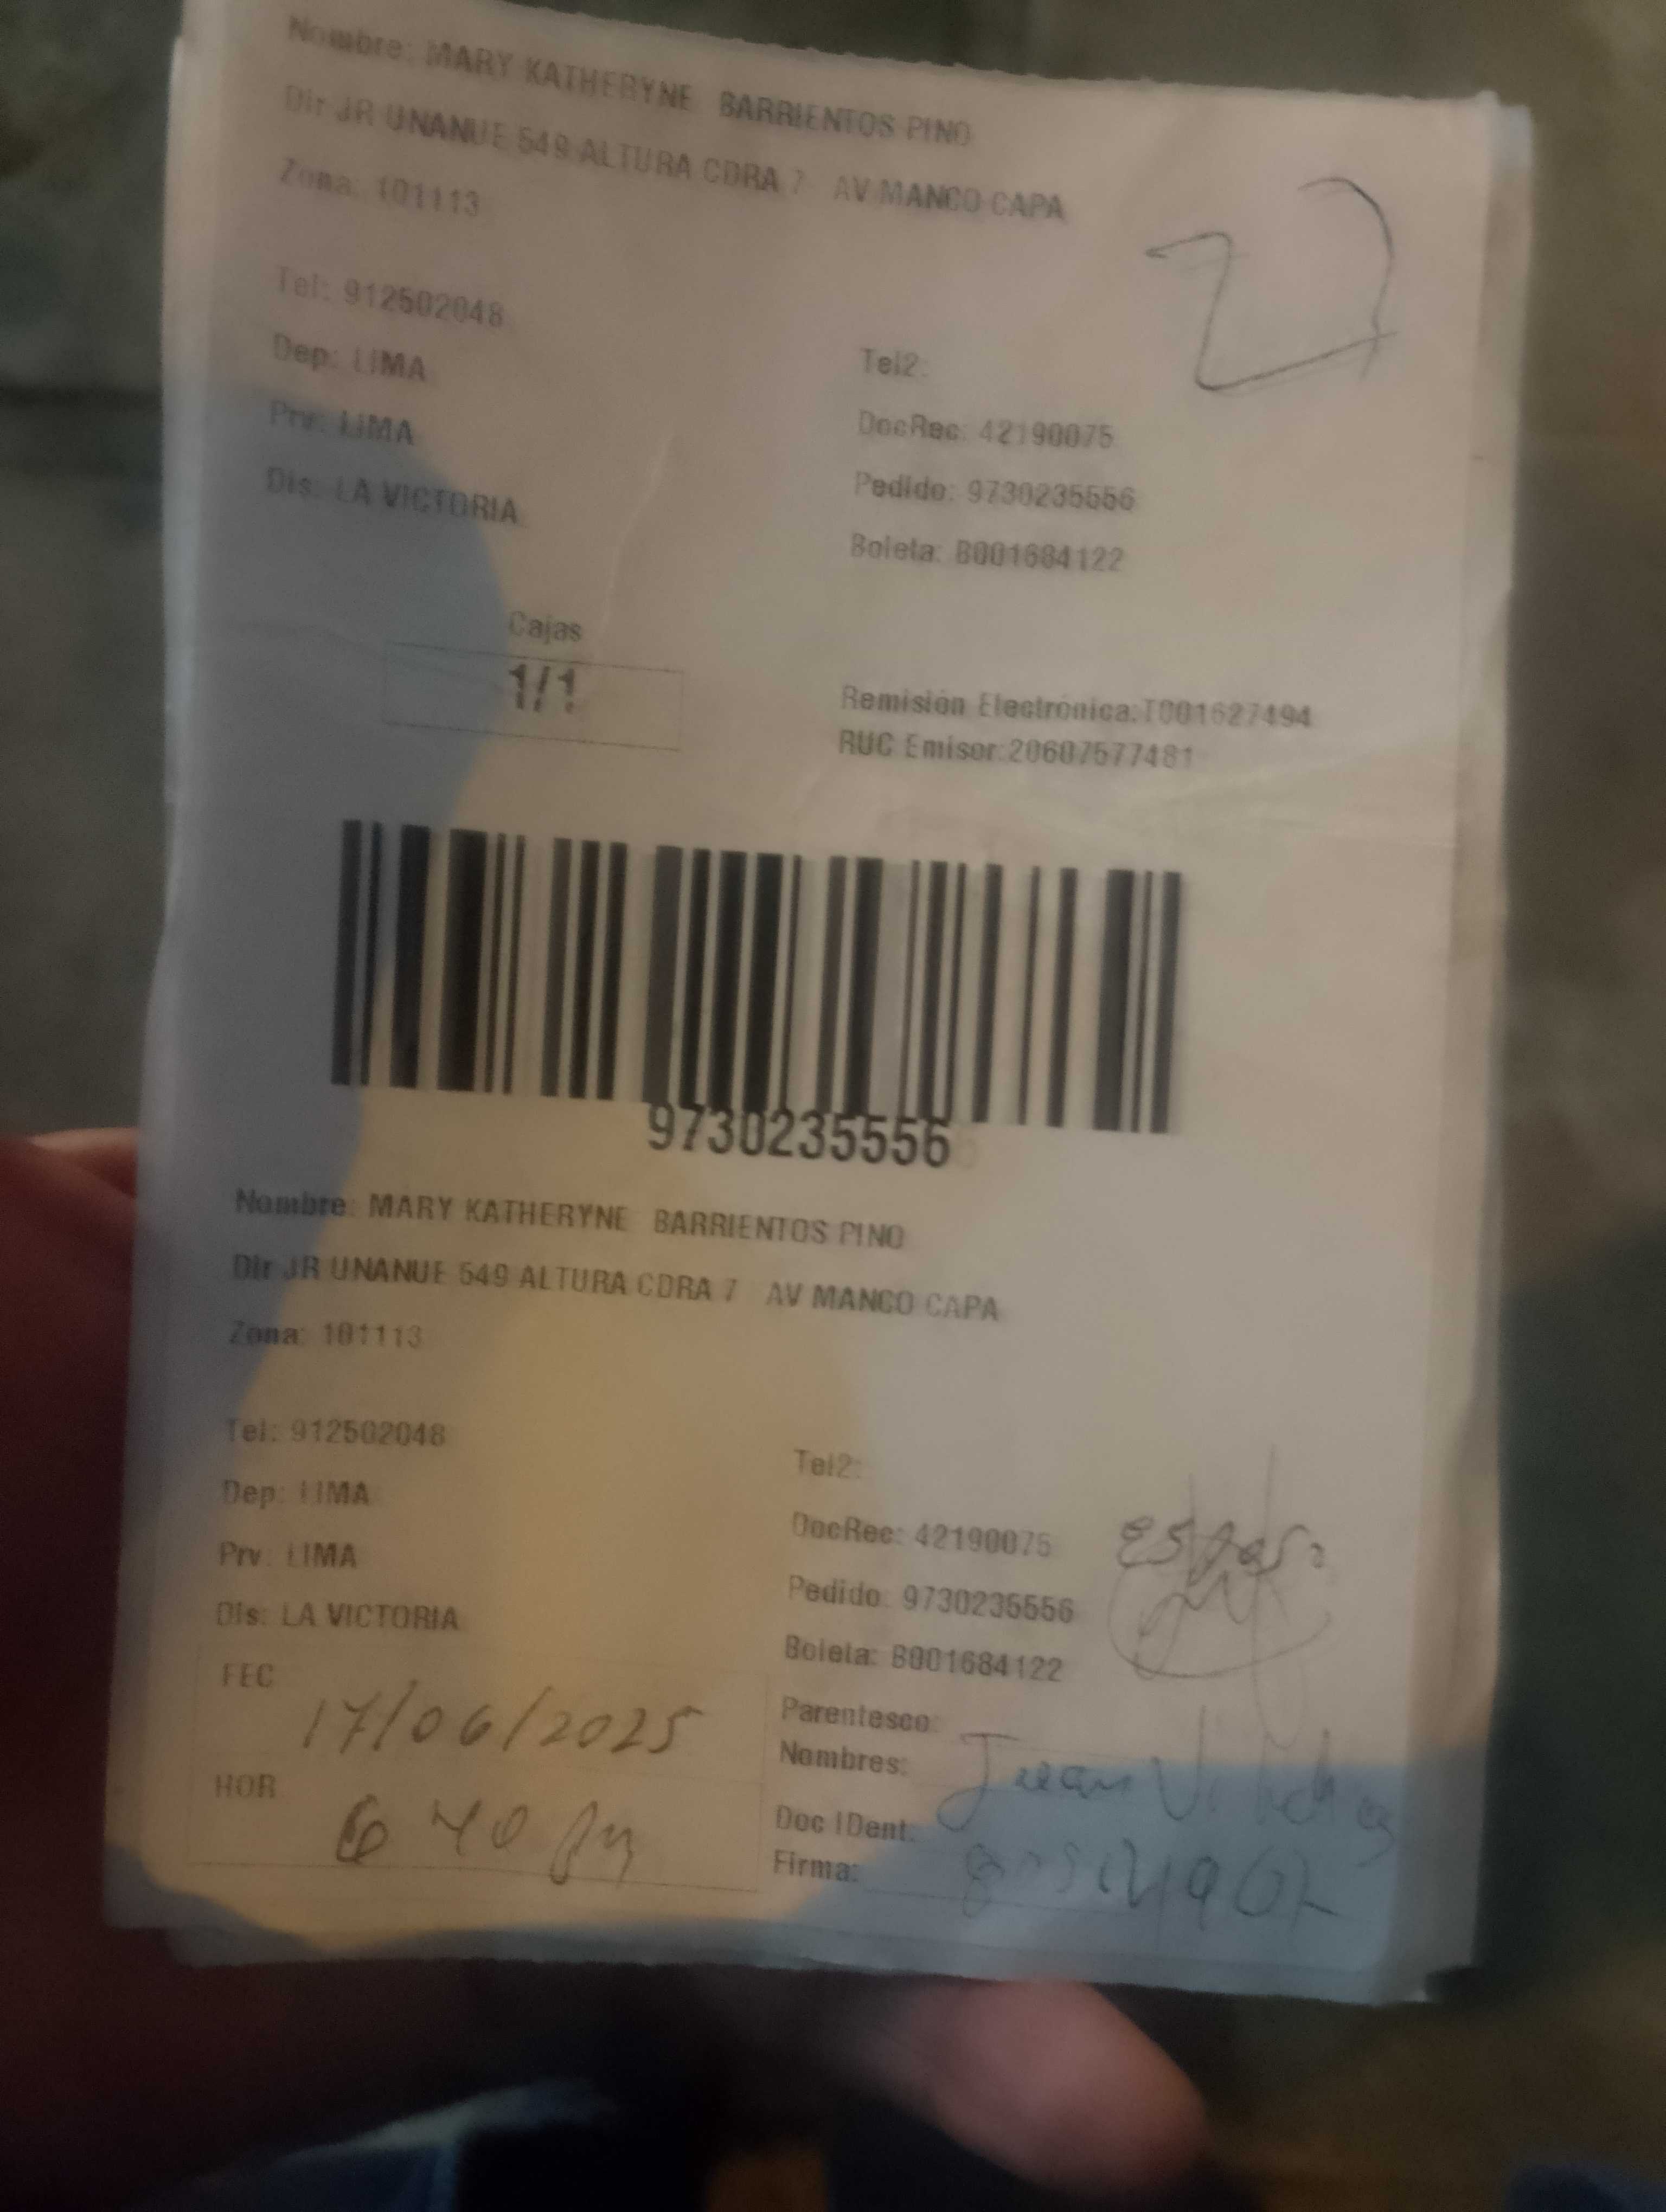 Nombre: MARY KATHERYNE BARRIENTOS PINO
Dir JR UNANUE 549 ALTURA CDRA 7 AV MANCO CAPA
Zona: 101113
Tel: 912502048
Tel2:
Dep: LIMA
DocRec: 42190075
Prv: LIMA
Pedido: 9730235556
Dis: LA VICTORIA
Boleta: B001684122
Cajas
1/1
Remisión Electrónica:T001627494
RUC Emisor:20607577481
9730235556
Nombre: MARY KATHERYNE BARRIENTOS PINO
Dir JR UNANUE 549 ALTURA CDRA 7 AV MANCO CAPA
Zona: 101113
Tel: 912502048
Tel2:
Dep: LIMA
DocRec: 42190075
Prv: LIMA
Pedido: 9730235556
Dis: LA VICTORIA
Boleta: B001684122
FEC 17/06/2025
Parentesco:
Nombres: Juan
HOR 6 40 pm
Doc IDent.
Firma: